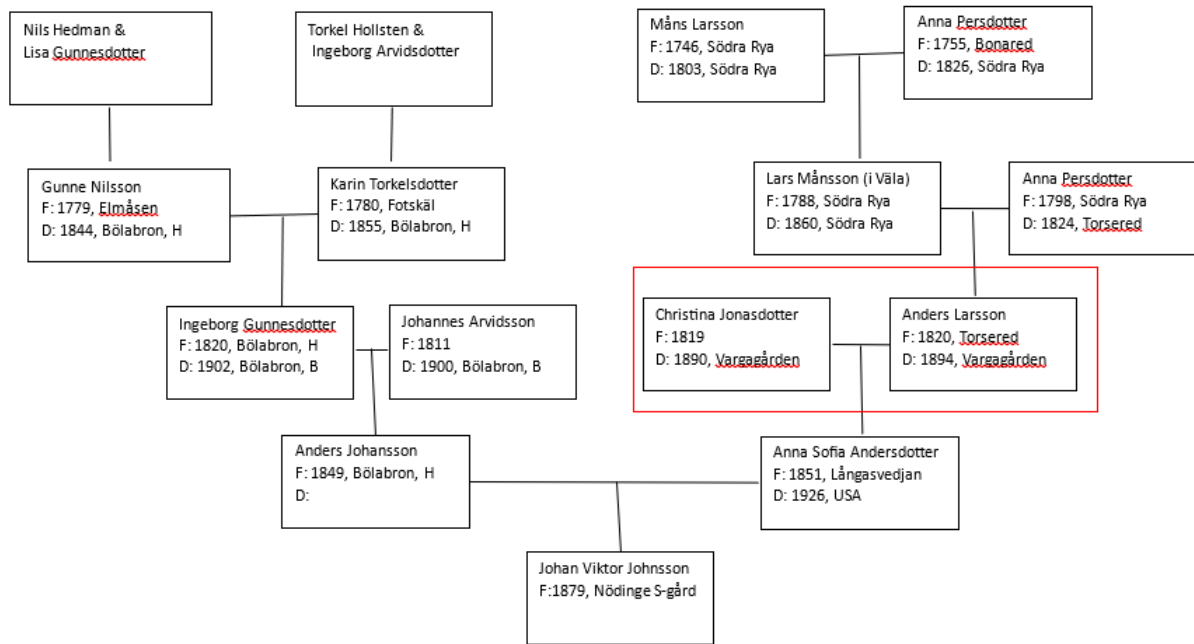 Nils Hedman &
Lisa Gunnesdotter
Torkel Hollsten &
Ingeborg Arvidsdotter
Måns Larsson
F: 1746, Södra Rya
D: 1803, Södra Rya
Anna Persdotter
F: 1755, Bonared
D: 1826, Södra Rya
Gunne Nilsson
F: 1779, Elmåsen
D: 1844, Bölabron, H
Karin Torkelsdotter
F: 1780, Fotskäl
D: 1855, Bölabron, H
Lars Månsson (i Väla)
F: 1788, Södra Rya
D: 1860, Södra Rya
Anna Persdotter
F: 1798, Södra Rya
D: 1824, Torsered
Ingeborg Gunnesdotter
F: 1820, Bölabron, H
D: 1902, Bölabron, B
Johannes Arvidsson
F: 1811
D: 1900, Bölabron, B
Christina Jonasdotter
F: 1819
D: 1890, Vargagården
Anders Larsson
F: 1820, Torsered
D: 1894, Vargagården
Anders Johansson
F: 1849, Bölabron, H
D:
Anna Sofia Andersdotter
F: 1851, Långasvedjan
D: 1926, USA
Johan Viktor Johnsson
F:1879, Nödinge S-gård